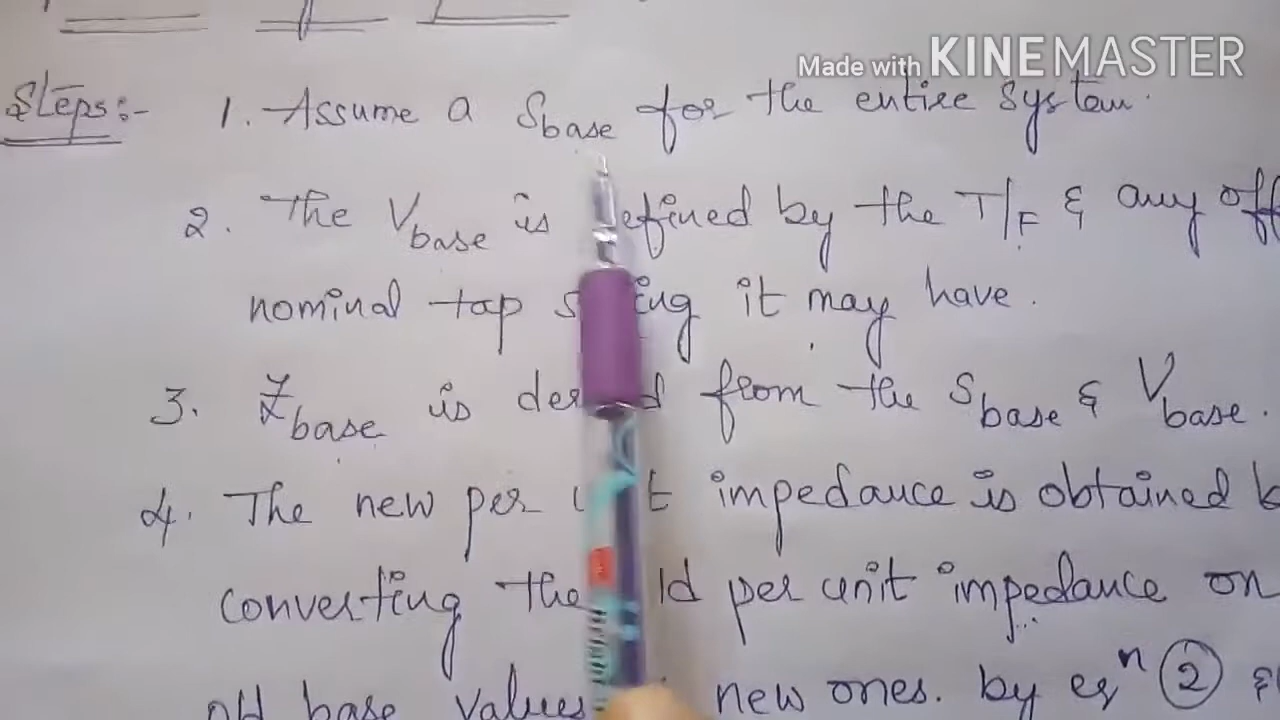 Made with KINEMASTER
Steps:- 1. Assume a Sbase for the entire system.
2. The Vbase is defined by the T/F & any off
nominal tap it may have.
3. Zbase is from the Sbase & Vbase.
4. The new per impedance is obtained
converting the per unit impedance on
old base values new ones. by eqn ②